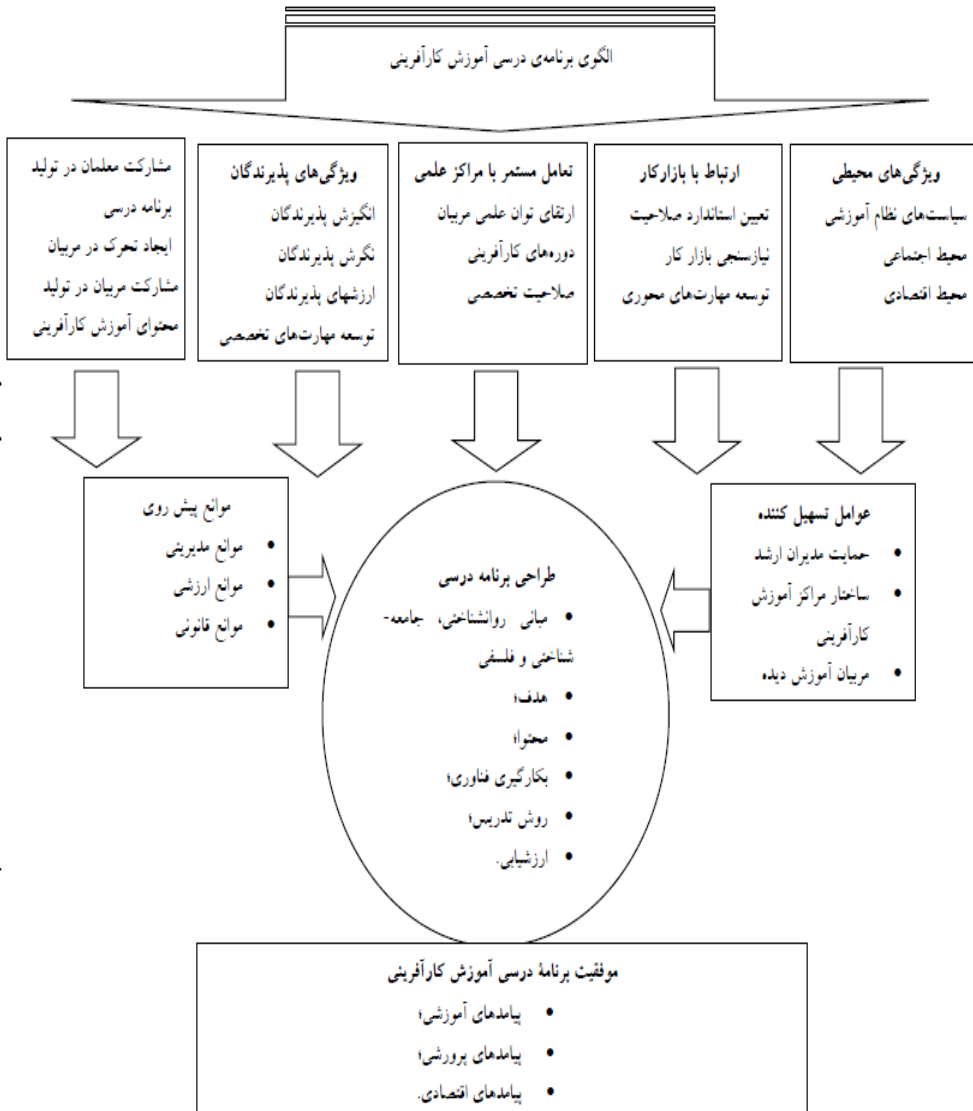 الگوی برنامه‌ی درسی آموزش کارآفرینی
ویژگی‌های محیطی
سیاست‌های نظام آموزشی
محیط اجتماعی
محیط اقتصادی
ارتباط با بازارکار
تعیین استاندارد صلاحیت
نیازسنجی بازار کار
توسعه مهارت‌های محوری
تعامل مستمر با مراکز علمی
ارتقای توان علمی مربیان
دوره‌های کارآفرینی
صلاحیت تخصصی
ویژگی‌های پذیرندگان
انگیزش پذیرندگان
نگرش پذیرندگان
ارزشهای پذیرندگان
توسعه مهارت‌های تخصصی
مشارکت معلمان در تولید
برنامه درسی
ایجاد تحرک در مربیان
مشارکت مربیان در تولید
محتوای آموزش کارآفرینی
عوامل تسهیل کننده
• حمایت مدیران ارشد
• ساختار مراکز آموزش
کارآفرینی
• مربیان آموزش دیده
طراحی برنامه درسی
• مبانی روانشناختی، جامعه-
شناختی و فلسفی
• هدف؛
• محتوا؛
• بکارگیری فناوری؛
• روش تدریس؛
• ارزشیابی.
موانع پیش روی
• موانع مدیریتی
• موانع ارزشی
• موانع قانونی
موفقیت برنامهٔ درسی آموزش کارآفرینی
• پیامدهای آموزشی؛
• پیامدهای پرورشی؛
• پیامدهای اقتصادی.